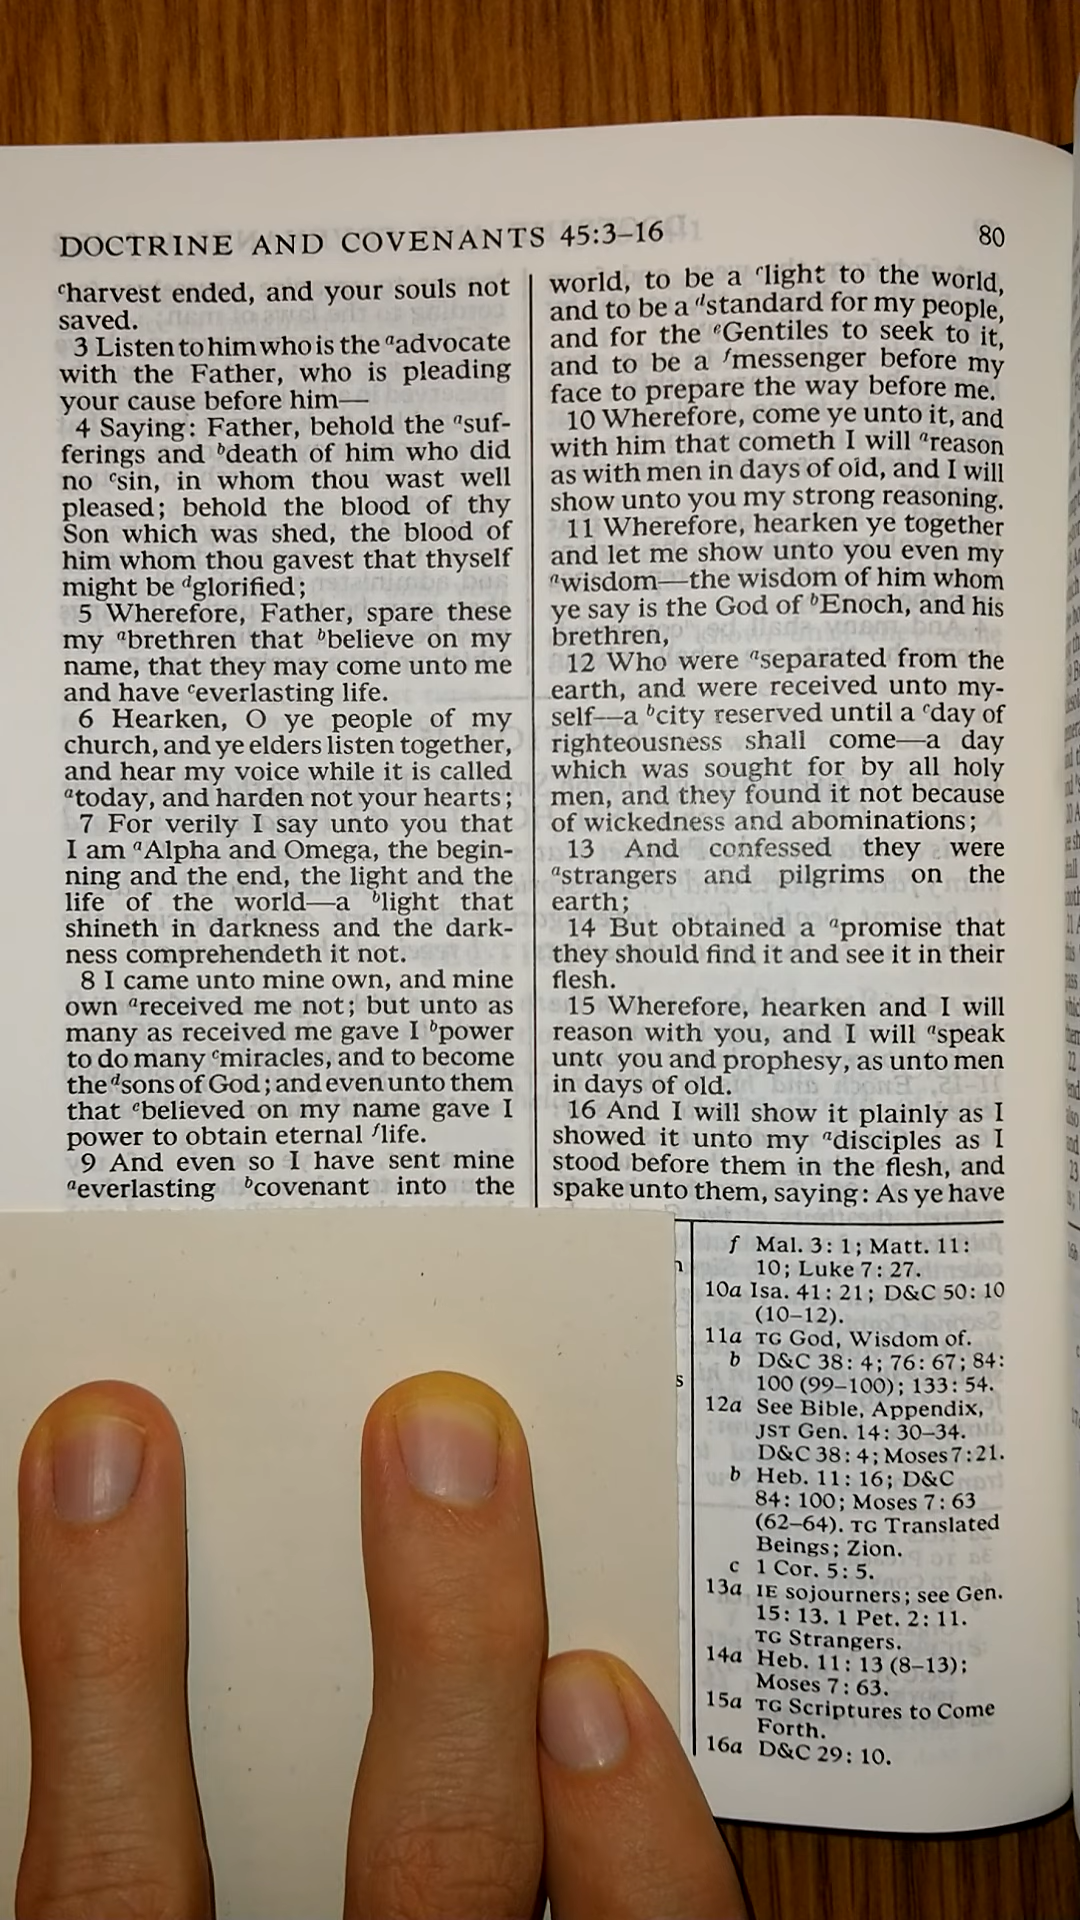 DOCTRINE AND COVENANTS 45:3–16 80
ᶜharvest ended, and your souls not
saved.
3 Listen to him who is the ᵃadvocate
with the Father, who is pleading
your cause before him—
4 Saying: Father, behold the ᵃsuf-
ferings and ᵇdeath of him who did
no ᶜsin, in whom thou wast well
pleased; behold the blood of thy
Son which was shed, the blood of
him whom thou gavest that thyself
might be ᵈglorified;
5 Wherefore, Father, spare these
my ᵃbrethren that ᵇbelieve on my
name, that they may come unto me
and have ᶜeverlasting life.
6 Hearken, O ye people of my
church, and ye elders listen together,
and hear my voice while it is called
ᵃtoday, and harden not your hearts;
7 For verily I say unto you that
I am ᵃAlpha and Omega, the begin-
ning and the end, the light and the
life of the world—a ᵇlight that
shineth in darkness and the dark-
ness comprehendeth it not.
8 I came unto mine own, and mine
own ᵃreceived me not; but unto as
many as received me gave I ᵇpower
to do many ᶜmiracles, and to become
the ᵈsons of God; and even unto them
that ᵉbelieved on my name gave I
power to obtain eternal ᶠlife.
9 And even so I have sent mine
ᵃeverlasting ᵇcovenant into the
world, to be a ᶜlight to the world,
and to be a ᵈstandard for my people,
and for the ᵉGentiles to seek to it,
and to be a ᶠmessenger before my
face to prepare the way before me.
10 Wherefore, come ye unto it, and
with him that cometh I will ᵃreason
as with men in days of old, and I will
show unto you my strong reasoning.
11 Wherefore, hearken ye together
and let me show unto you even my
ᵃwisdom—the wisdom of him whom
ye say is the God of ᵇEnoch, and his
brethren,
12 Who were ᵃseparated from the
earth, and were received unto my-
self—a ᵇcity reserved until a ᶜday of
righteousness shall come—a day
which was sought for by all holy
men, and they found it not because
of wickedness and abominations;
13 And confessed they were
ᵃstrangers and pilgrims on the
earth;
14 But obtained a ᵃpromise that
they should find it and see it in their
flesh.
15 Wherefore, hearken and I will
reason with you, and I will ᵃspeak
unto you and prophesy, as unto men
in days of old.
16 And I will show it plainly as I
showed it unto my ᵃdisciples as I
stood before them in the flesh, and
spake unto them, saying: As ye have
f Mal. 3: 1; Matt. 11:
10; Luke 7: 27.
10a Isa. 41: 21; D&C 50: 10
(10–12).
11a TG God, Wisdom of.
b D&C 38: 4; 76: 67; 84:
100 (99–100); 133: 54.
12a See Bible, Appendix,
JST Gen. 14: 30–34.
D&C 38: 4; Moses 7: 21.
b Heb. 11: 16; D&C
84: 100; Moses 7: 63
(62–64). TG Translated
Beings; Zion.
c 1 Cor. 5: 5.
13a IE sojourners; see Gen.
15: 13. 1 Pet. 2: 11.
TG Strangers.
14a Heb. 11: 13 (8–13);
Moses 7: 63.
15a TG Scriptures to Come
Forth.
16a D&C 29: 10.